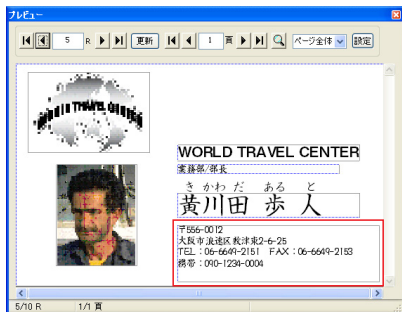 プレビュー
5 R 更新 1 頁 ページ全体 設定
WORLD TRAVEL CENTER
WORLD TRAVEL CENTER
業務部/部長
き かわ だ ある と
黄川田 歩 人
〒556-0012
大阪市浪速区敷津東2-6-25
TEL：06-6649-2151 FAX：06-6649-2153
携帯：090-1234-0004
5/10 R 1/1 頁